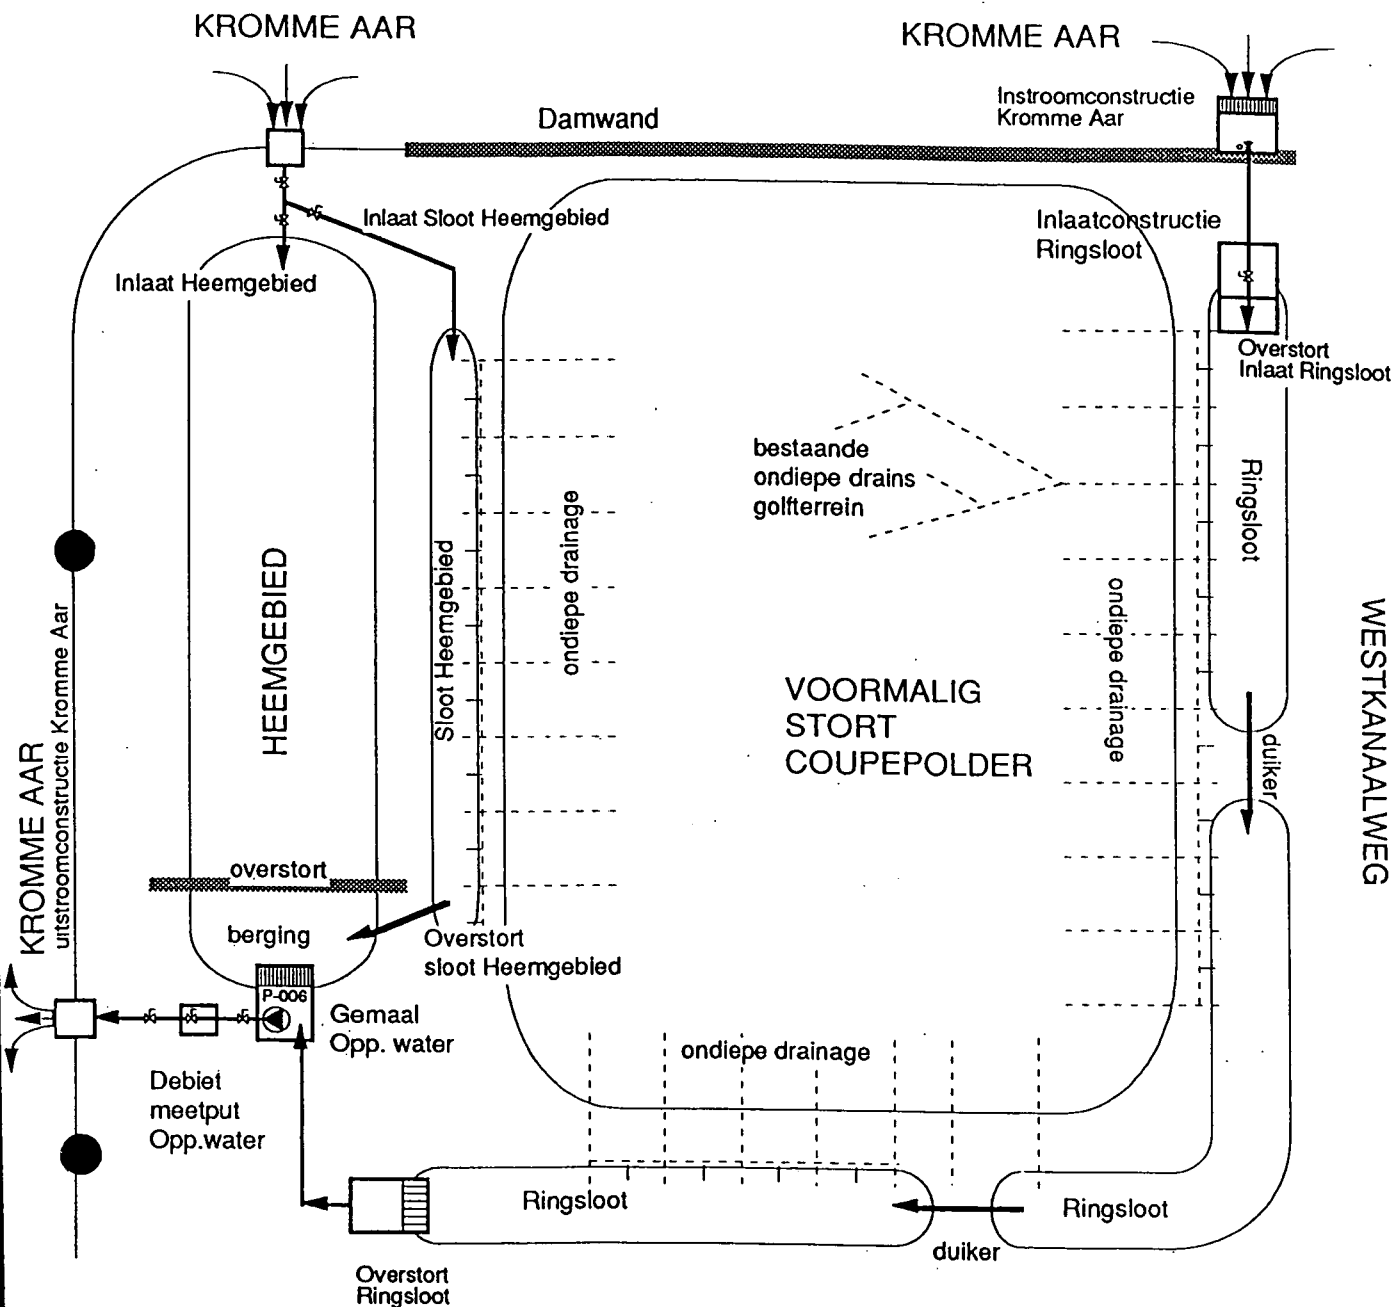 KROMME AAR
KROMME AAR
Instroomconstructie
Kromme Aar
Damwand
Inlaat Sloot Heemgebied
Inlaatconstructie
Ringsloot
Inlaat Heemgebied
Overstort
Inlaat Ringsloot
bestaande
ondiepe drains
golfterrein
Ringsloot
ondiepe drainage
Sloot Heemgebied
HEEMGEBIED
ondiepe drainage
WESTKANAALWEG
VOORMALIG
STORT
COUPEPOLDER
duiker
KROMME AAR
uitstroomconstructie Kromme Aar
overstort
berging
Overstort
sloot Heemgebied
P-006
Gemaal
Opp. water
ondiepe drainage
Debiet
meetput
Opp.water
Ringsloot
Ringsloot
duiker
Overstort
Ringsloot